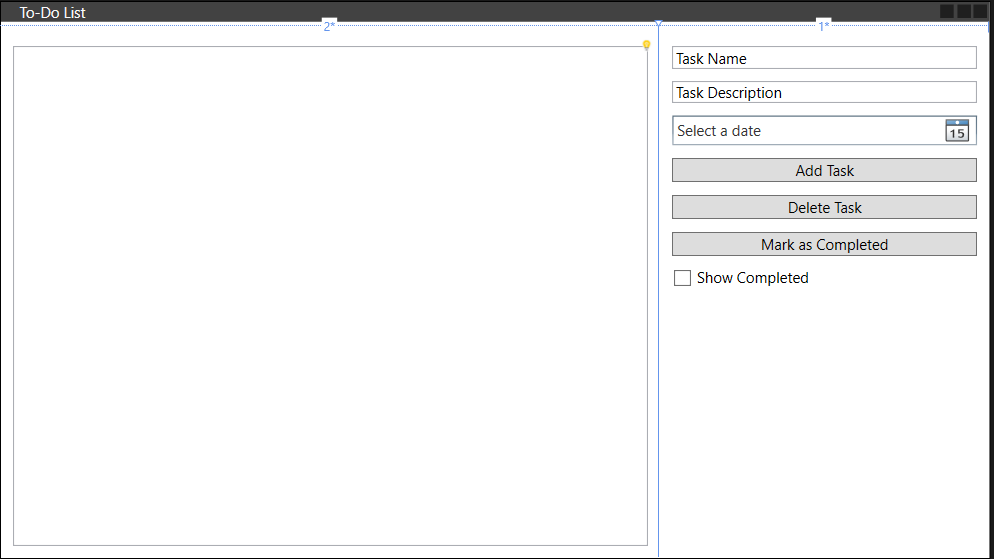 To-Do List
2*
1*
Task Name
Task Description
Select a date
15
Add Task
Delete Task
Mark as Completed
Show Completed